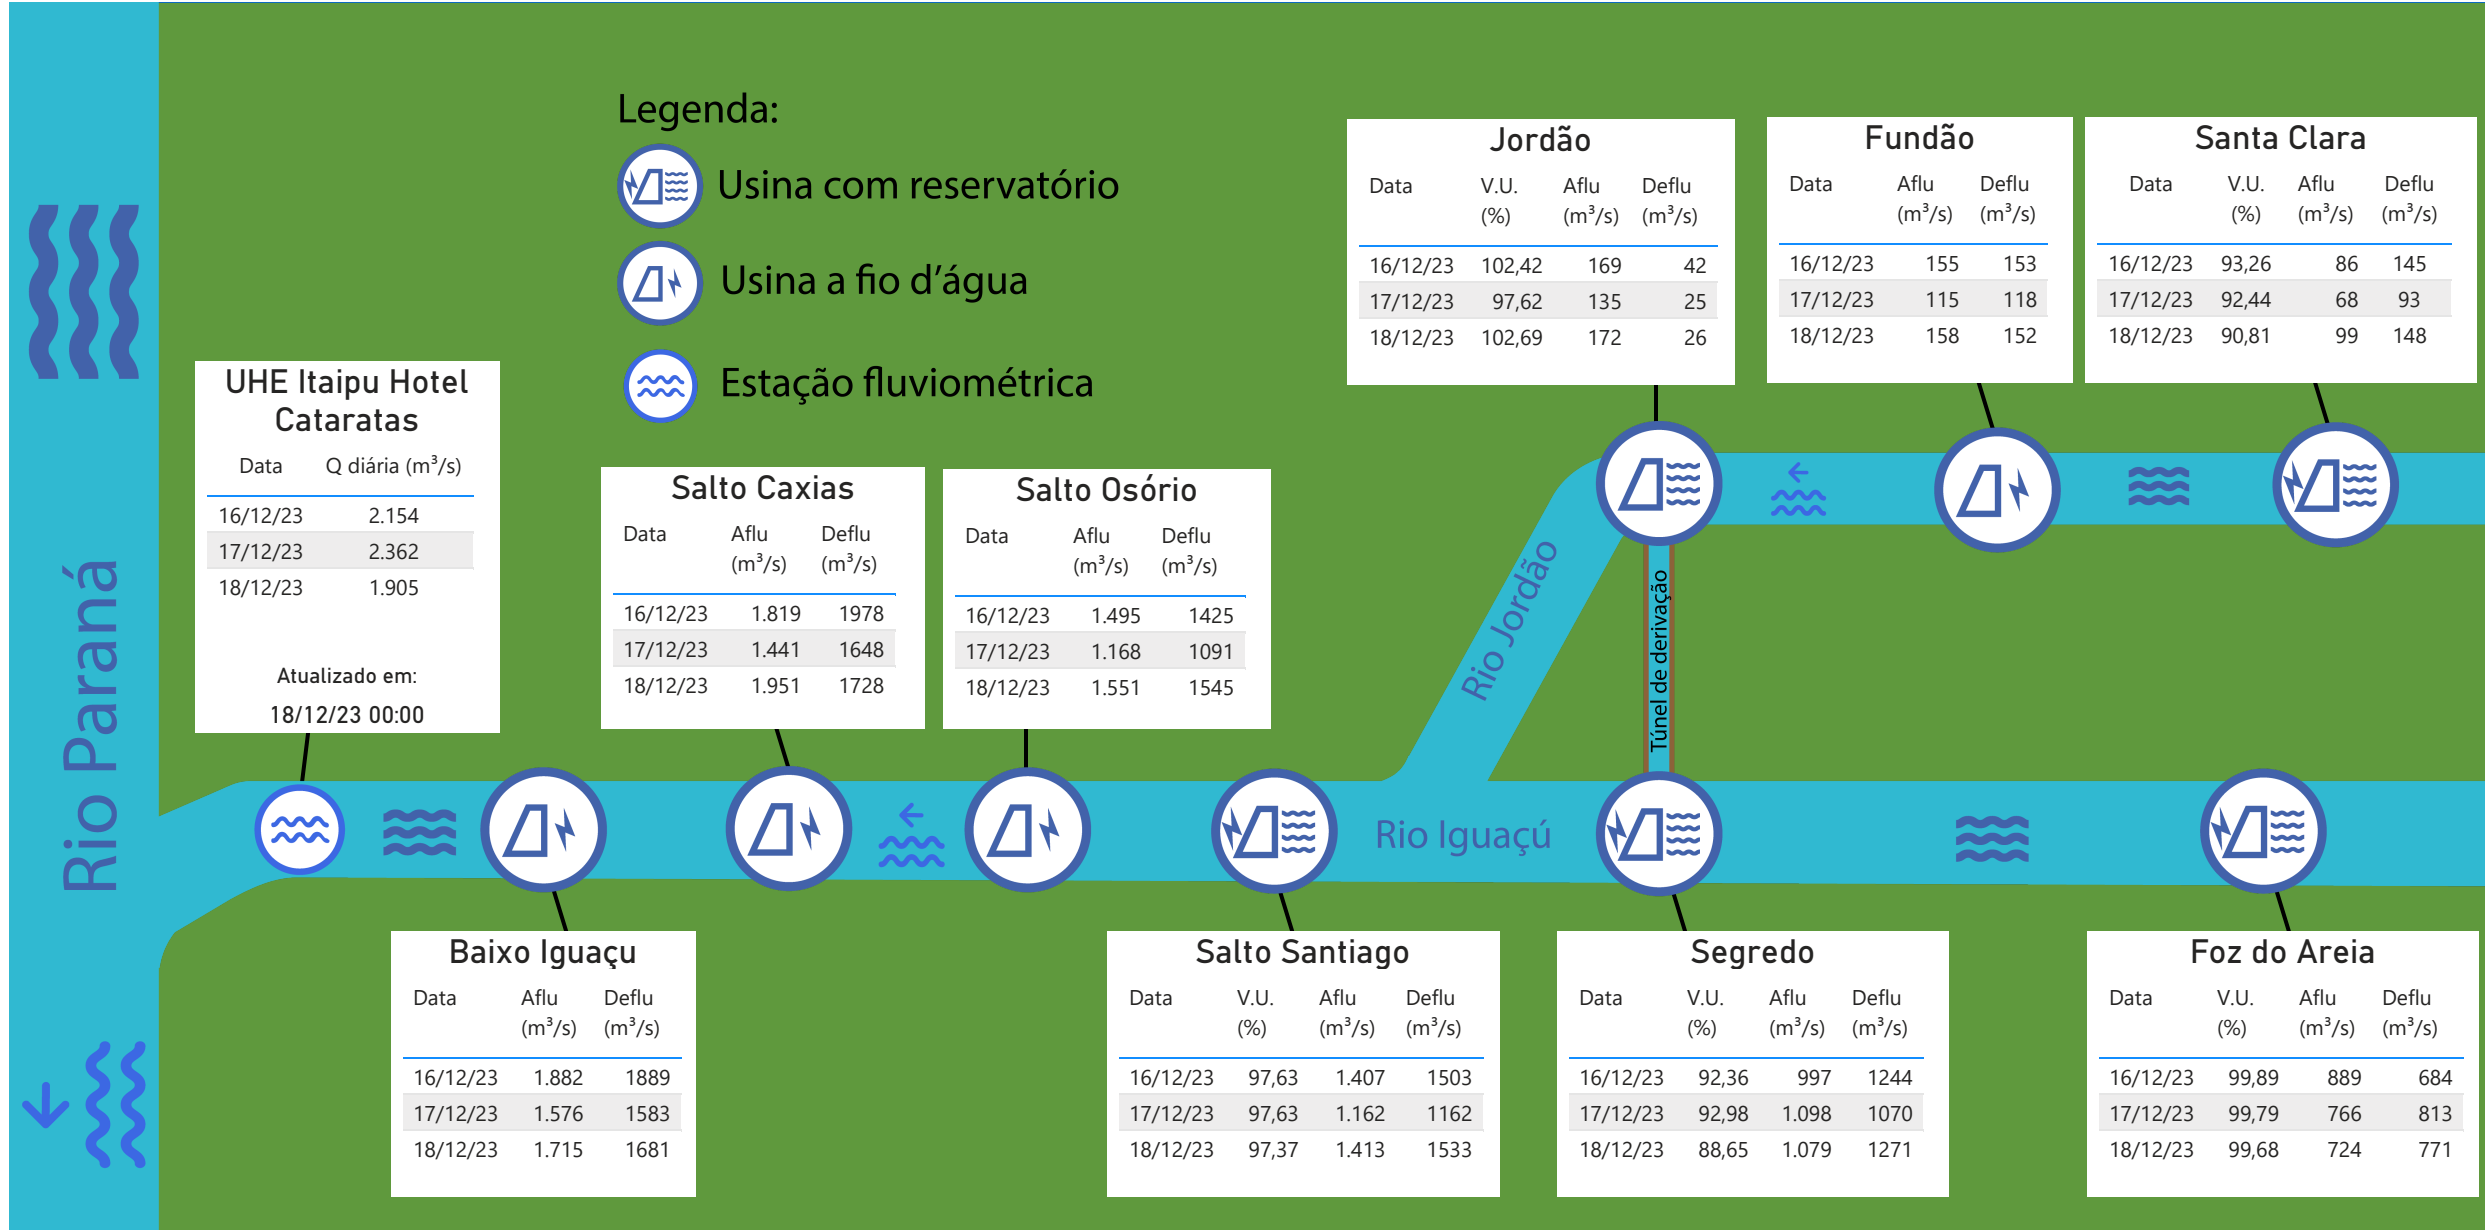 Legenda:
Usina com reservatório
Usina a fio d'água
Estação fluviométrica
Jordão
Data V.U. (%) Aflu (m³/s) Deflu (m³/s)
16/12/23 102,42 169 42
17/12/23 97,62 135 25
18/12/23 102,69 172 26
Fundão
Data Aflu (m³/s) Deflu (m³/s)
16/12/23 155 153
17/12/23 115 118
18/12/23 158 152
Santa Clara
Data V.U. (%) Aflu (m³/s) Deflu (m³/s)
16/12/23 93,26 86 145
17/12/23 92,44 68 93
18/12/23 90,81 99 148
UHE Itaipu Hotel
Cataratas
Data Q diária (m³/s)
16/12/23 2.154
17/12/23 2.362
18/12/23 1.905
Atualizado em:
18/12/23 00:00
Salto Caxias
Data Aflu (m³/s) Deflu (m³/s)
16/12/23 1.819 1978
17/12/23 1.441 1648
18/12/23 1.951 1728
Salto Osório
Data Aflu (m³/s) Deflu (m³/s)
16/12/23 1.495 1425
17/12/23 1.168 1091
18/12/23 1.551 1545
Rio Paraná
Rio Jordão
Túnel de derivação
Rio Iguaçú
Baixo Iguaçu
Data Aflu (m³/s) Deflu (m³/s)
16/12/23 1.882 1889
17/12/23 1.576 1583
18/12/23 1.715 1681
Salto Santiago
Data V.U. (%) Aflu (m³/s) Deflu (m³/s)
16/12/23 97,63 1.407 1503
17/12/23 97,63 1.162 1162
18/12/23 97,37 1.413 1533
Segredo
Data V.U. (%) Aflu (m³/s) Deflu (m³/s)
16/12/23 92,36 997 1244
17/12/23 92,98 1.098 1070
18/12/23 88,65 1.079 1271
Foz do Areia
Data V.U. (%) Aflu (m³/s) Deflu (m³/s)
16/12/23 99,89 889 684
17/12/23 99,79 766 813
18/12/23 99,68 724 771